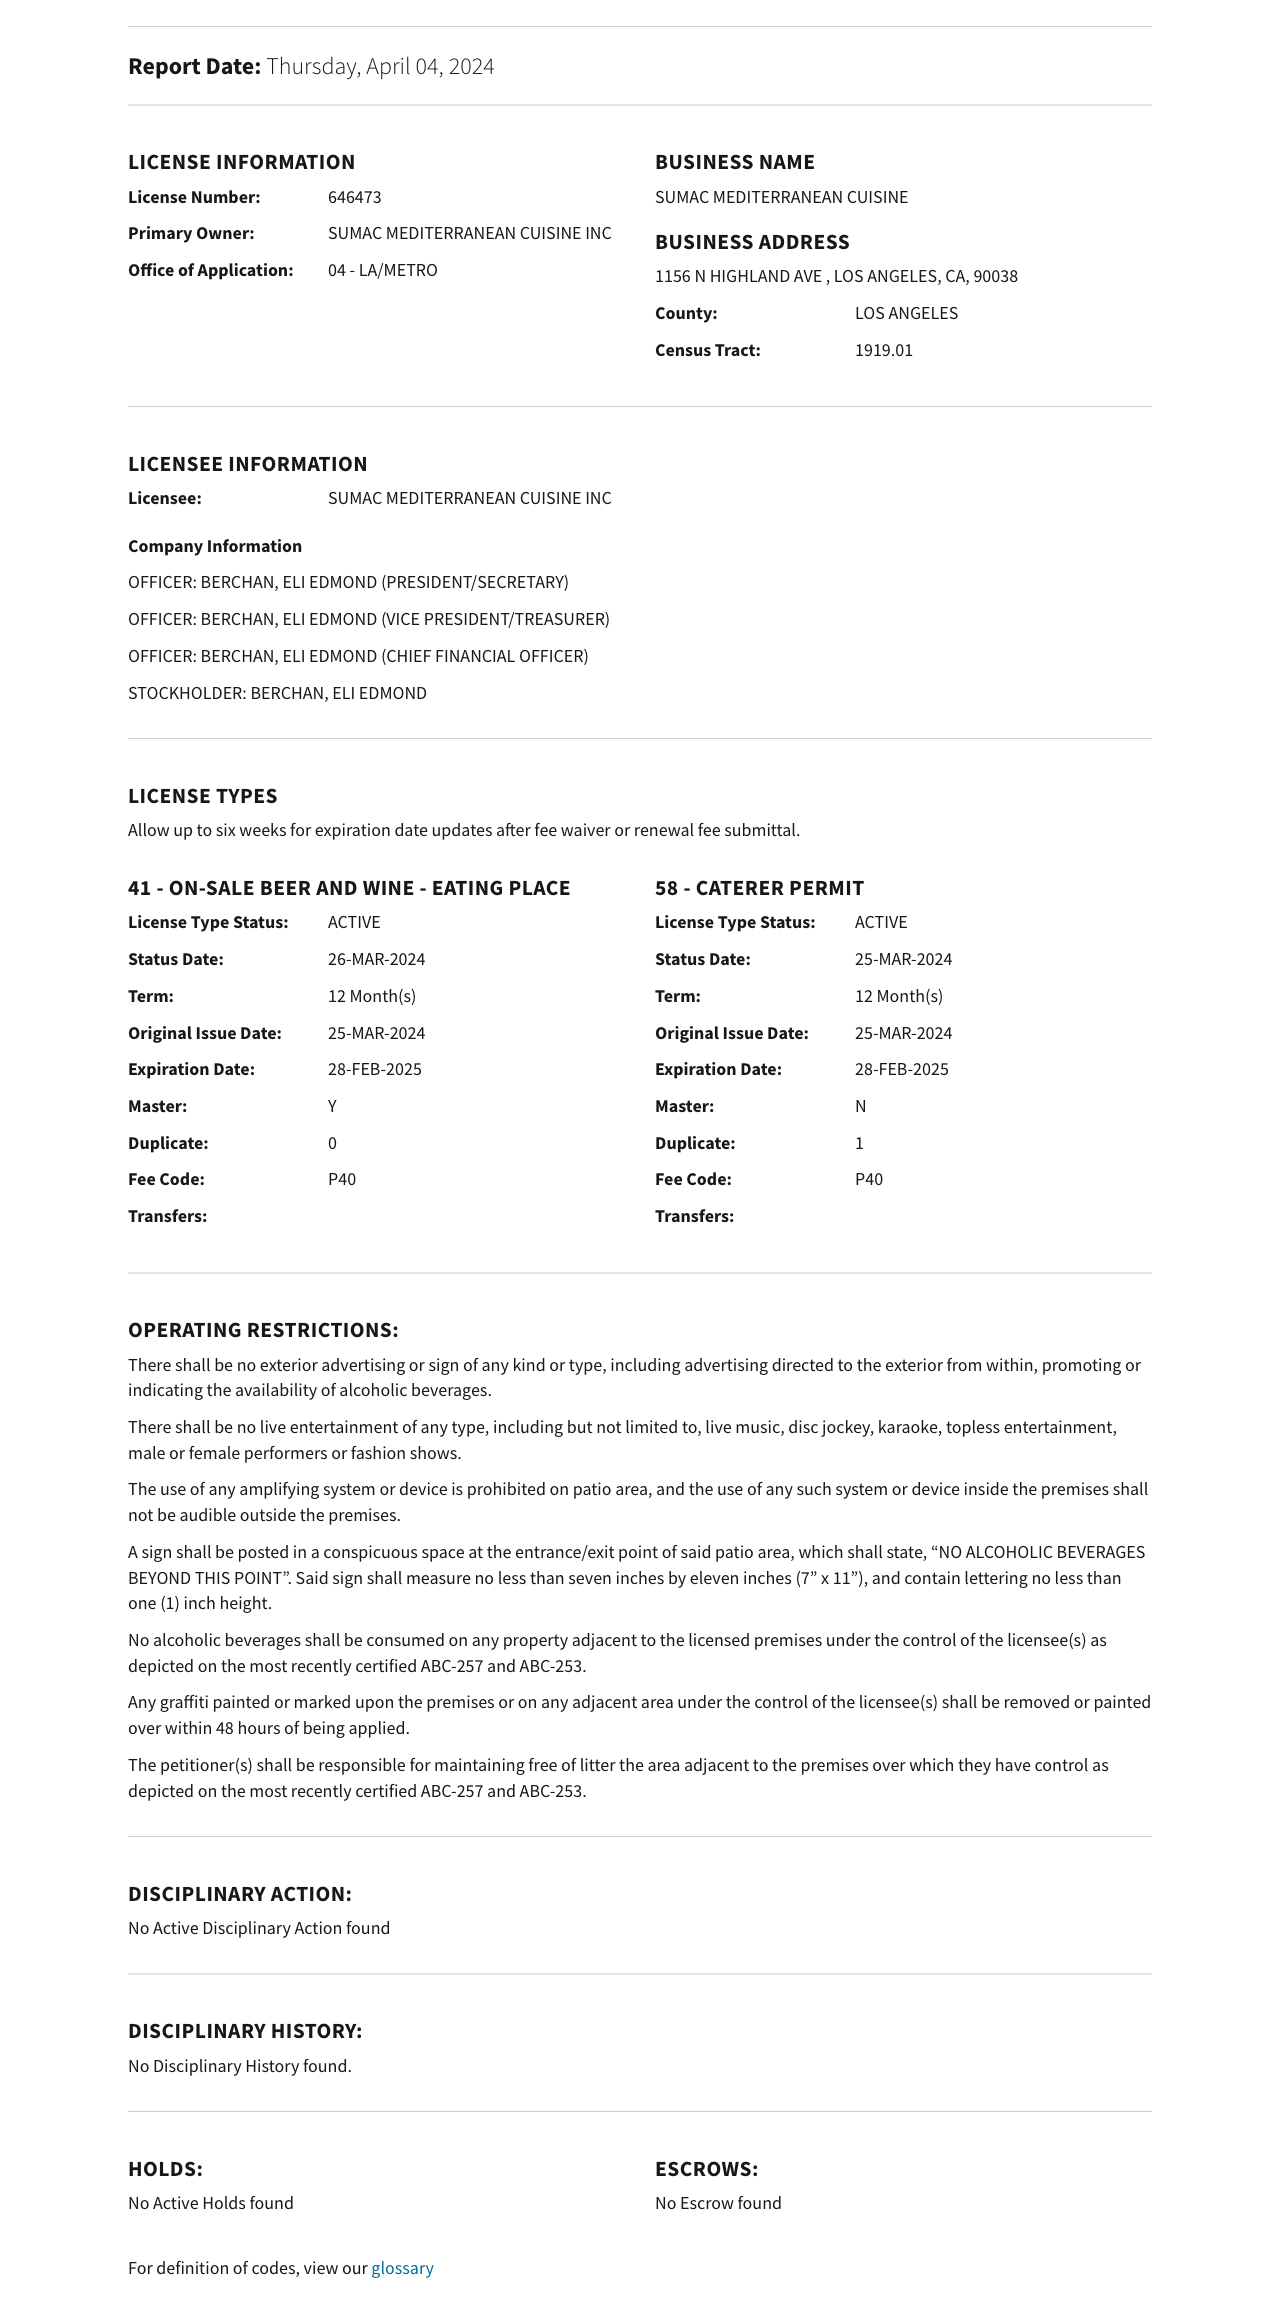 Report Date: Thursday, April 04, 2024
LICENSE INFORMATION
License Number: 646473
Primary Owner: SUMAC MEDITERRANEAN CUISINE INC
Office of Application: 04 - LA/METRO
BUSINESS NAME
SUMAC MEDITERRANEAN CUISINE
BUSINESS ADDRESS
1156 N HIGHLAND AVE , LOS ANGELES, CA, 90038
County: LOS ANGELES
Census Tract: 1919.01
LICENSEE INFORMATION
Licensee: SUMAC MEDITERRANEAN CUISINE INC
Company Information
OFFICER: BERCHAN, ELI EDMOND (PRESIDENT/SECRETARY)
OFFICER: BERCHAN, ELI EDMOND (VICE PRESIDENT/TREASURER)
OFFICER: BERCHAN, ELI EDMOND (CHIEF FINANCIAL OFFICER)
STOCKHOLDER: BERCHAN, ELI EDMOND
LICENSE TYPES
Allow up to six weeks for expiration date updates after fee waiver or renewal fee submittal.
41 - ON-SALE BEER AND WINE - EATING PLACE
License Type Status: ACTIVE
Status Date: 26-MAR-2024
Term: 12 Month(s)
Original Issue Date: 25-MAR-2024
Expiration Date: 28-FEB-2025
Master: Y
Duplicate: 0
Fee Code: P40
Transfers:
58 - CATERER PERMIT
License Type Status: ACTIVE
Status Date: 25-MAR-2024
Term: 12 Month(s)
Original Issue Date: 25-MAR-2024
Expiration Date: 28-FEB-2025
Master: N
Duplicate: 1
Fee Code: P40
Transfers:
OPERATING RESTRICTIONS:
There shall be no exterior advertising or sign of any kind or type, including advertising directed to the exterior from within, promoting or
indicating the availability of alcoholic beverages.
There shall be no live entertainment of any type, including but not limited to, live music, disc jockey, karaoke, topless entertainment,
male or female performers or fashion shows.
The use of any amplifying system or device is prohibited on patio area, and the use of any such system or device inside the premises shall
not be audible outside the premises.
A sign shall be posted in a conspicuous space at the entrance/exit point of said patio area, which shall state, “NO ALCOHOLIC BEVERAGES
BEYOND THIS POINT”. Said sign shall measure no less than seven inches by eleven inches (7” x 11”), and contain lettering no less than
one (1) inch height.
No alcoholic beverages shall be consumed on any property adjacent to the licensed premises under the control of the licensee(s) as
depicted on the most recently certified ABC-257 and ABC-253.
Any graffiti painted or marked upon the premises or on any adjacent area under the control of the licensee(s) shall be removed or painted
over within 48 hours of being applied.
The petitioner(s) shall be responsible for maintaining free of litter the area adjacent to the premises over which they have control as
depicted on the most recently certified ABC-257 and ABC-253.
DISCIPLINARY ACTION:
No Active Disciplinary Action found
DISCIPLINARY HISTORY:
No Disciplinary History found.
HOLDS:
No Active Holds found
ESCROWS:
No Escrow found
For definition of codes, view our glossary